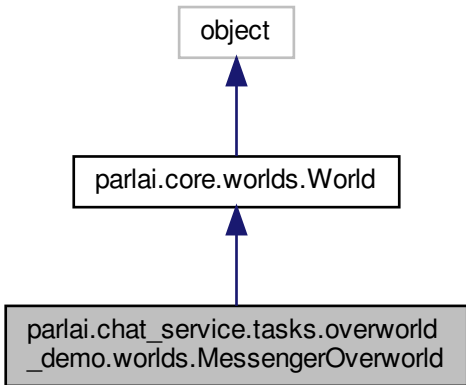 object
parlai.core.worlds.World
parlai.chat_service.tasks.overworld
_demo.worlds.MessengerOverworld